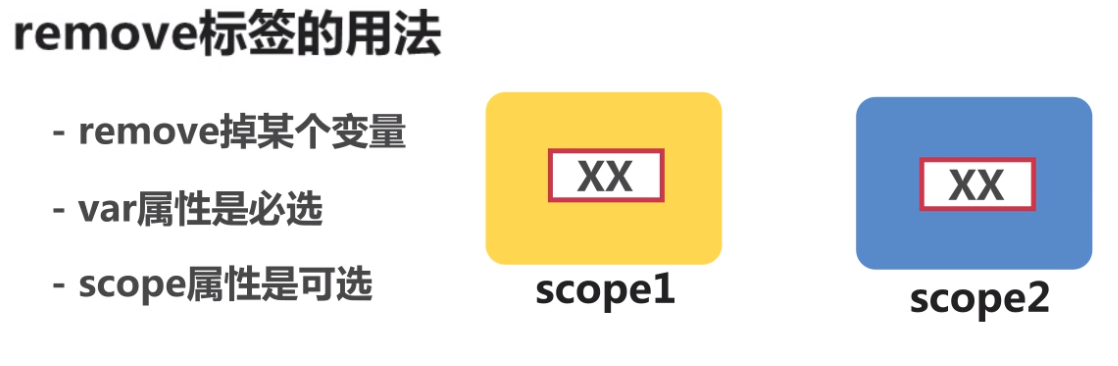 remove标签的用法
- remove掉某个变量
- var属性是必选
- scope属性是可选
XX
scope1
XX
scope2